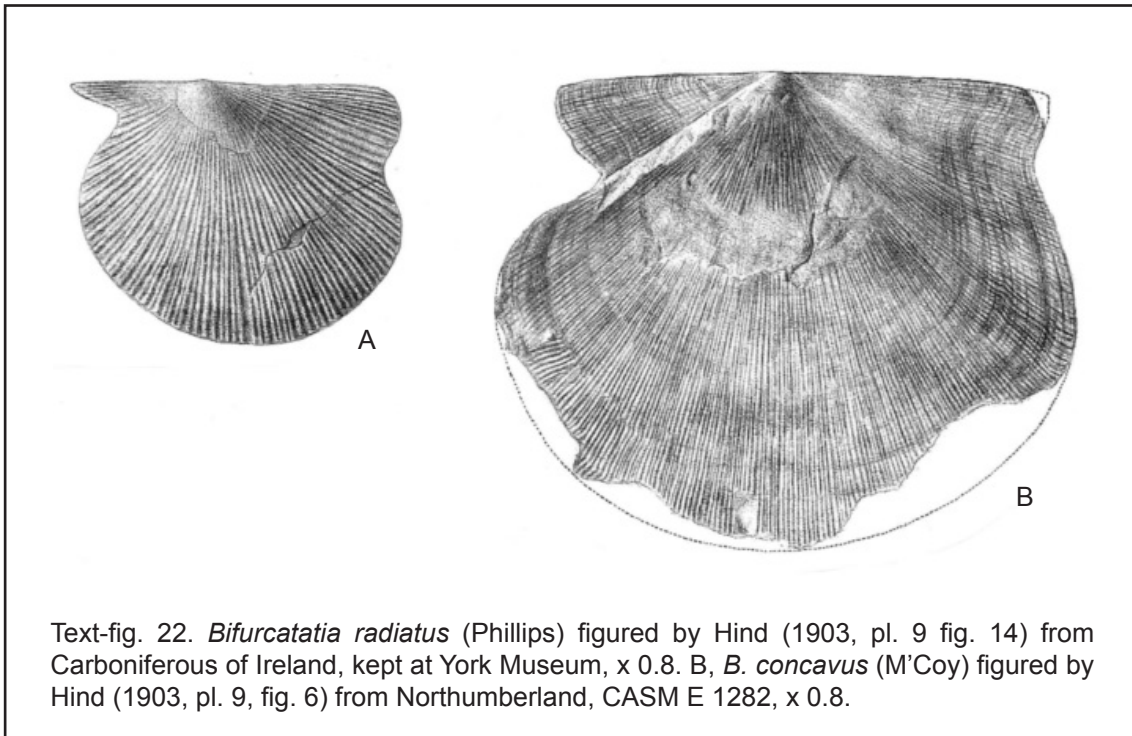 A
B
Text-fig. 22. Bifurcatatia radiatus (Phillips) figured by Hind (1903, pl. 9 fig. 14) from
Carboniferous of Ireland, kept at York Museum, x 0.8. B, B. concavus (M'Coy) figured by
Hind (1903, pl. 9, fig. 6) from Northumberland, CASM E 1282, x 0.8.